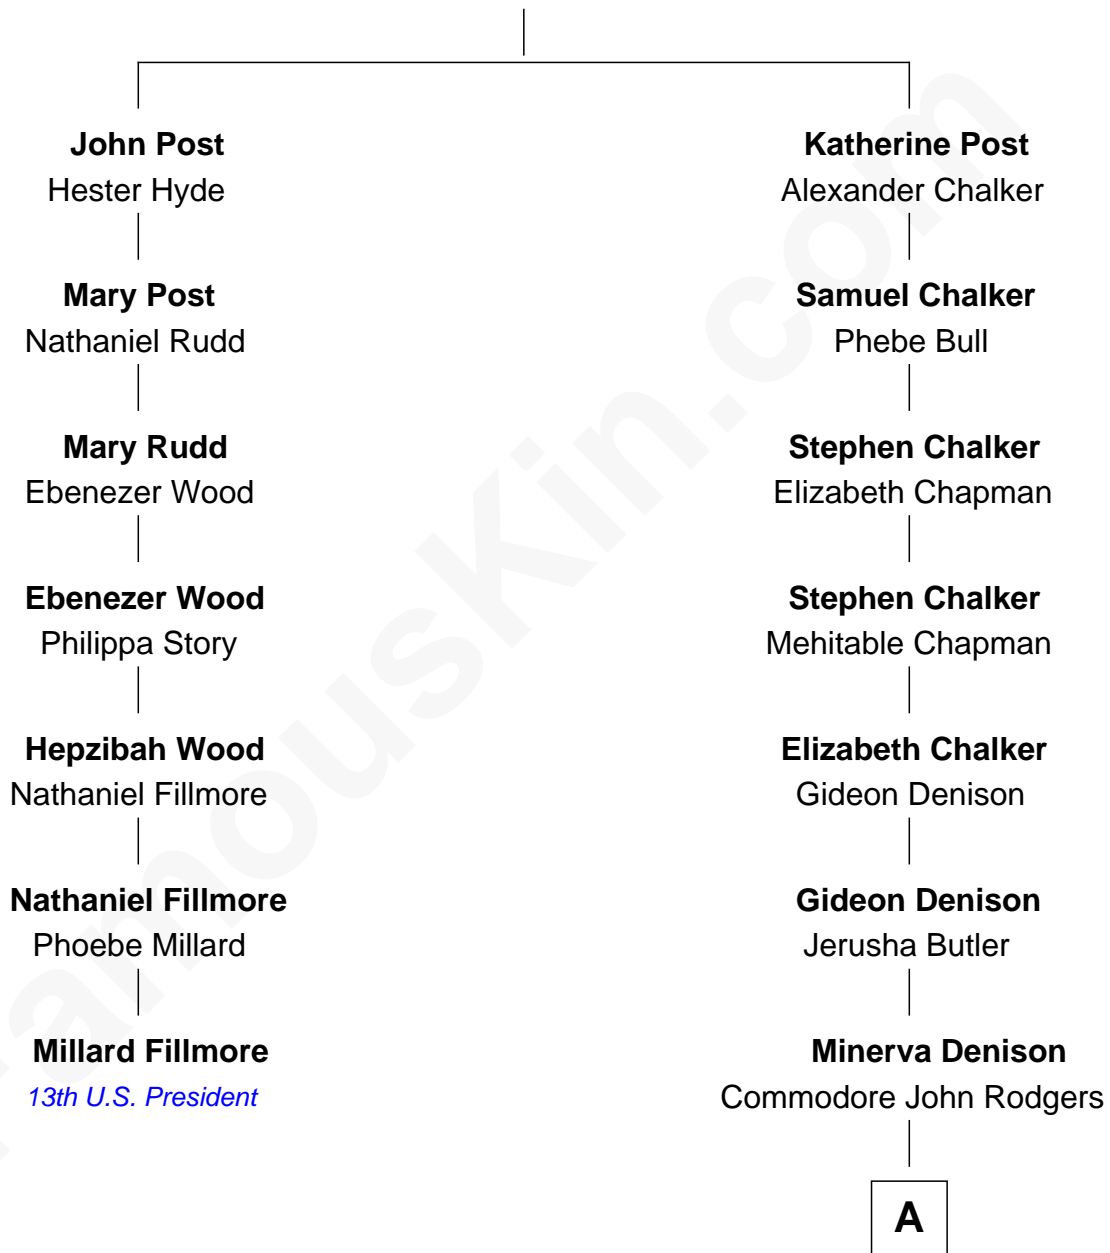 John Post
Hester Hyde
Mary Post
Nathaniel Rudd
Mary Rudd
Ebenezer Wood
Ebenezer Wood
Philippa Story
Hepzibah Wood
Nathaniel Fillmore
Nathaniel Fillmore
Phoebe Millard
Millard Fillmore
13th U.S. President
Katherine Post
Alexander Chalker
Samuel Chalker
Phebe Bull
Stephen Chalker
Elizabeth Chapman
Stephen Chalker
Mehitable Chapman
Elizabeth Chalker
Gideon Denison
Gideon Denison
Jerusha Butler
Minerva Denison
Commodore John Rodgers
A
FamousKin.com